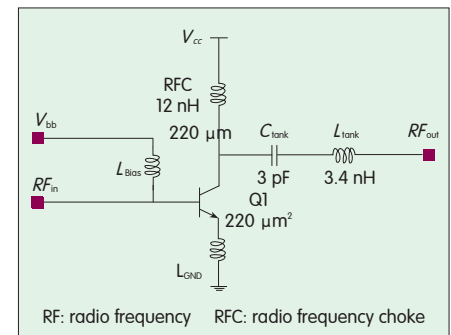 Vcc
RFC
12 nH
220 μm
Vbb
LBias
RFin
Ctank
3 pF
Ltank
3.4 nH
RFout
Q1
220 μm²
LGND
RF: radio frequency RFC: radio frequency choke